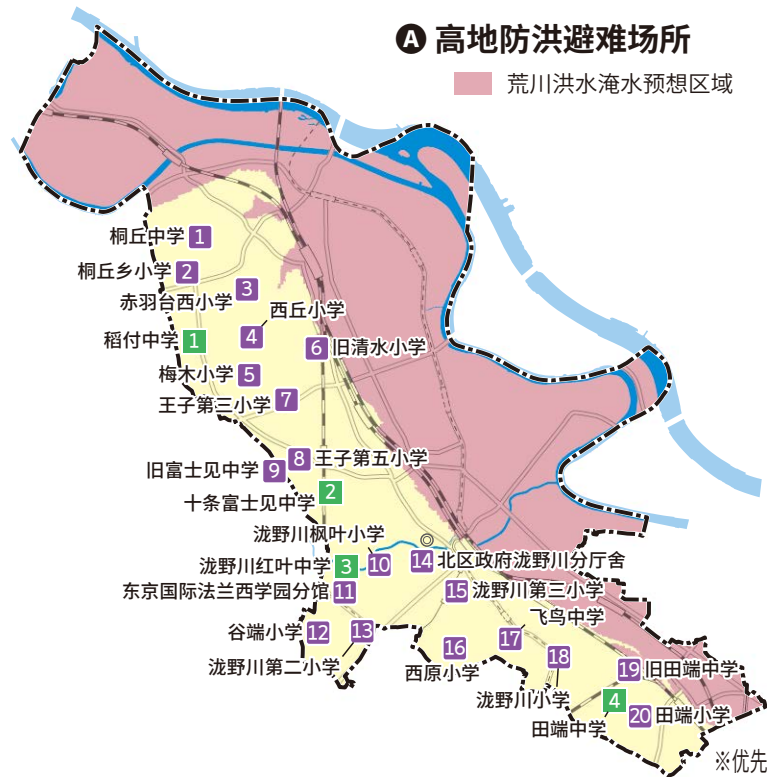 A 高地防洪避难场所
荒川洪水淹水预想区域
桐丘中学 1
桐丘乡小学 2
赤羽台西小学 3
西丘小学
4
稻付中学 1
6 旧清水小学
梅木小学 5
王子第三小学 7
8 王子第五小学
旧富士见中学 9
十条富士见中学 2
泷野川枫叶小学
10
14 北区政府泷野川分厅舍
泷野川红叶中学 3
东京国际法兰西学园分馆 11
15 泷野川第三小学
飞鸟中学
17
谷端小学 12
13
泷野川第二小学
16
西原小学
18
泷野川小学
19 旧田端中学
4
田端中学
20 田端小学
※优先